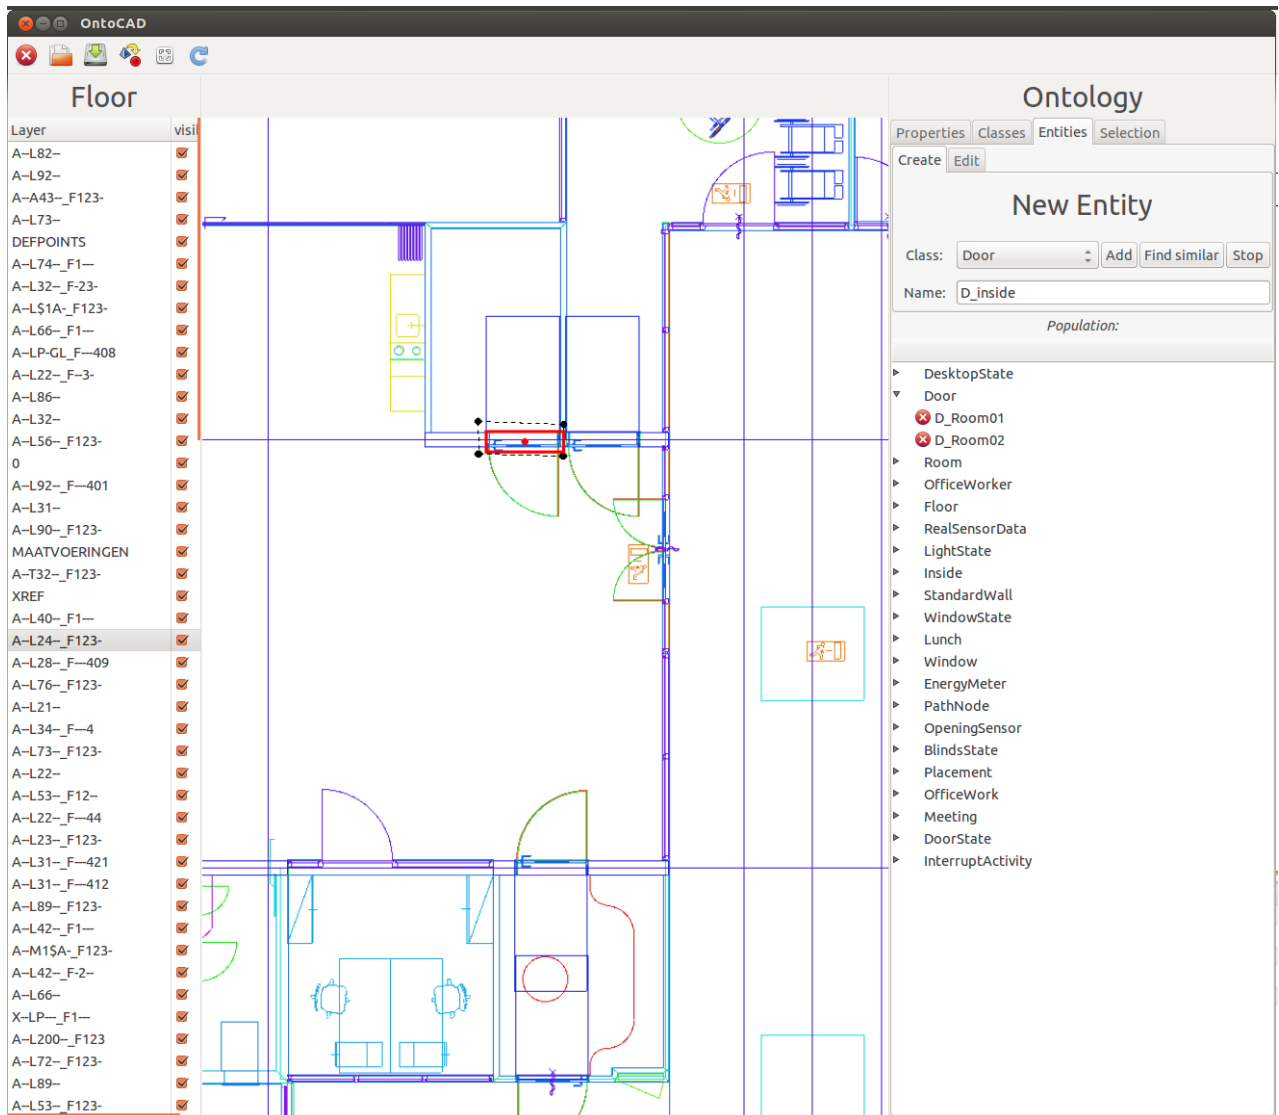 OntoCAD
Floor
Layer visi
A--L82--
A--L92--
A--A43--_F123-
A--L73--
DEFPOINTS
A--L74--_F1---
A--L32--_F-23-
A--L$1A-_F123-
A--L66--_F1---
A--LP-GL_F---408
A--L22--_F--3-
A--L86--
A--L32--
A--L56--_F123-
0
A--L92--_F---401
A--L31--
A--L90--_F123-
MAATVOERINGEN
A--T32--_F123-
XREF
A--L40--_F1---
A--L24--_F123-
A--L28--_F---409
A--L76--_F123-
A--L21--
A--L34--_F---4
A--L73--_F123-
A--L22--
A--L53--_F12--
A--L22--_F---44
A--L23--_F123-
A--L31--_F---421
A--L31--_F---412
A--L89--_F123-
A--L42--_F1---
A--M1$A-_F123-
A--L42--_F-2--
A--L66--
X--LP---_F1---
A--L200--_F123
A--L72--_F123-
A--L89--
A--L53--_F123-
Ontology
Properties Classes Entities Selection
Create Edit
New Entity
Class: Door Add Find similar Stop
Name: D_inside
Population:
DesktopState
Door
D_Room01
D_Room02
Room
OfficeWorker
Floor
RealSensorData
LightState
Inside
StandardWall
WindowState
Lunch
Window
EnergyMeter
PathNode
OpeningSensor
BlindsState
Placement
OfficeWork
Meeting
DoorState
InterruptActivity